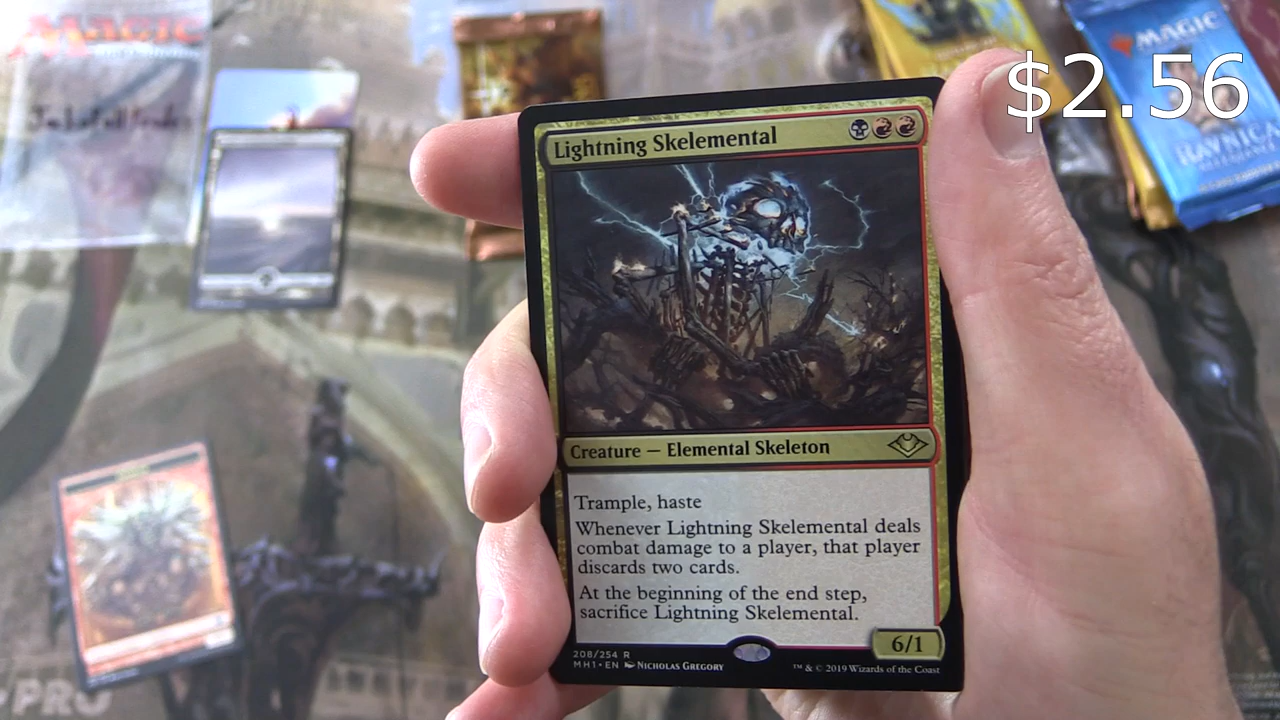 $2.56
MAGIC
MAGIC
RAVNICA
Lightning Skelemental
Creature — Elemental Skeleton
Trample, haste
Whenever Lightning Skelemental deals
combat damage to a player, that player
discards two cards.
At the beginning of the end step,
sacrifice Lightning Skelemental.
6/1
208/254 R
MH1 • EN Nicholas Gregory
™ & © 2019 Wizards of the Coast
PRO